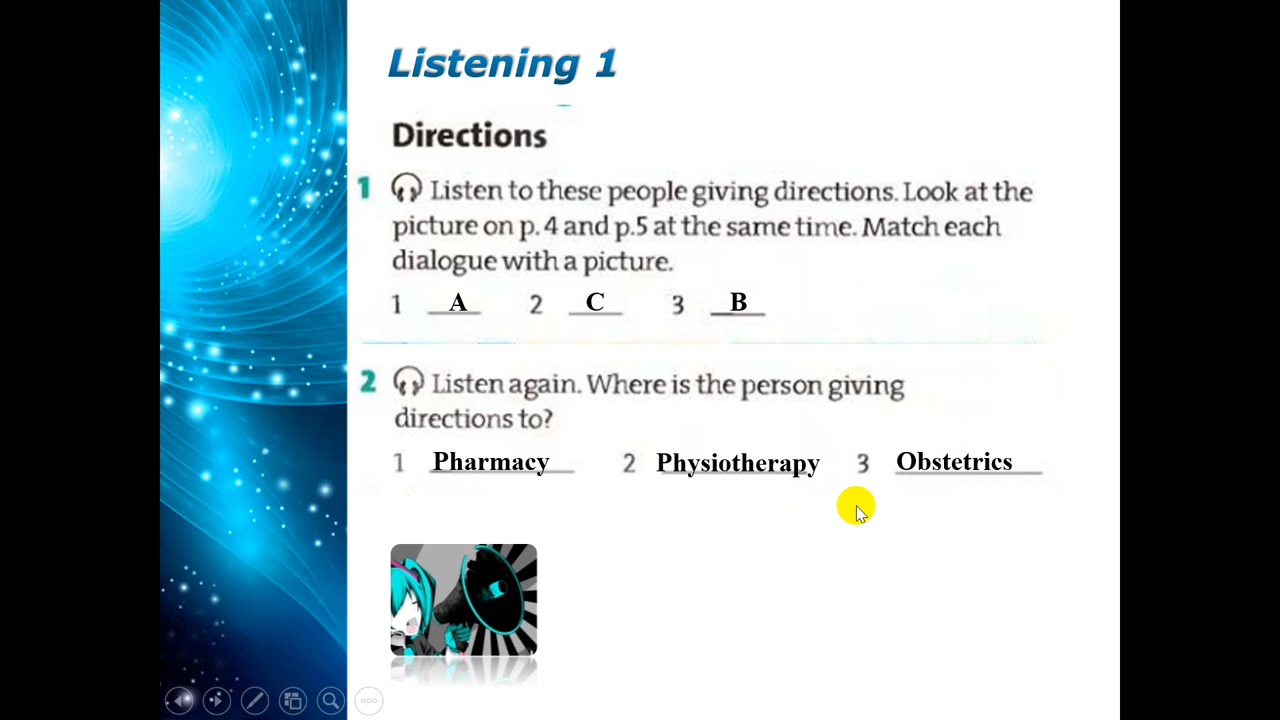 Listening 1
Directions
1 Listen to these people giving directions. Look at the
picture on p. 4 and p.5 at the same time. Match each
dialogue with a picture.
1 A 2 C 3 B
2 Listen again. Where is the person giving
directions to?
1 Pharmacy 2 Physiotherapy 3 Obstetrics